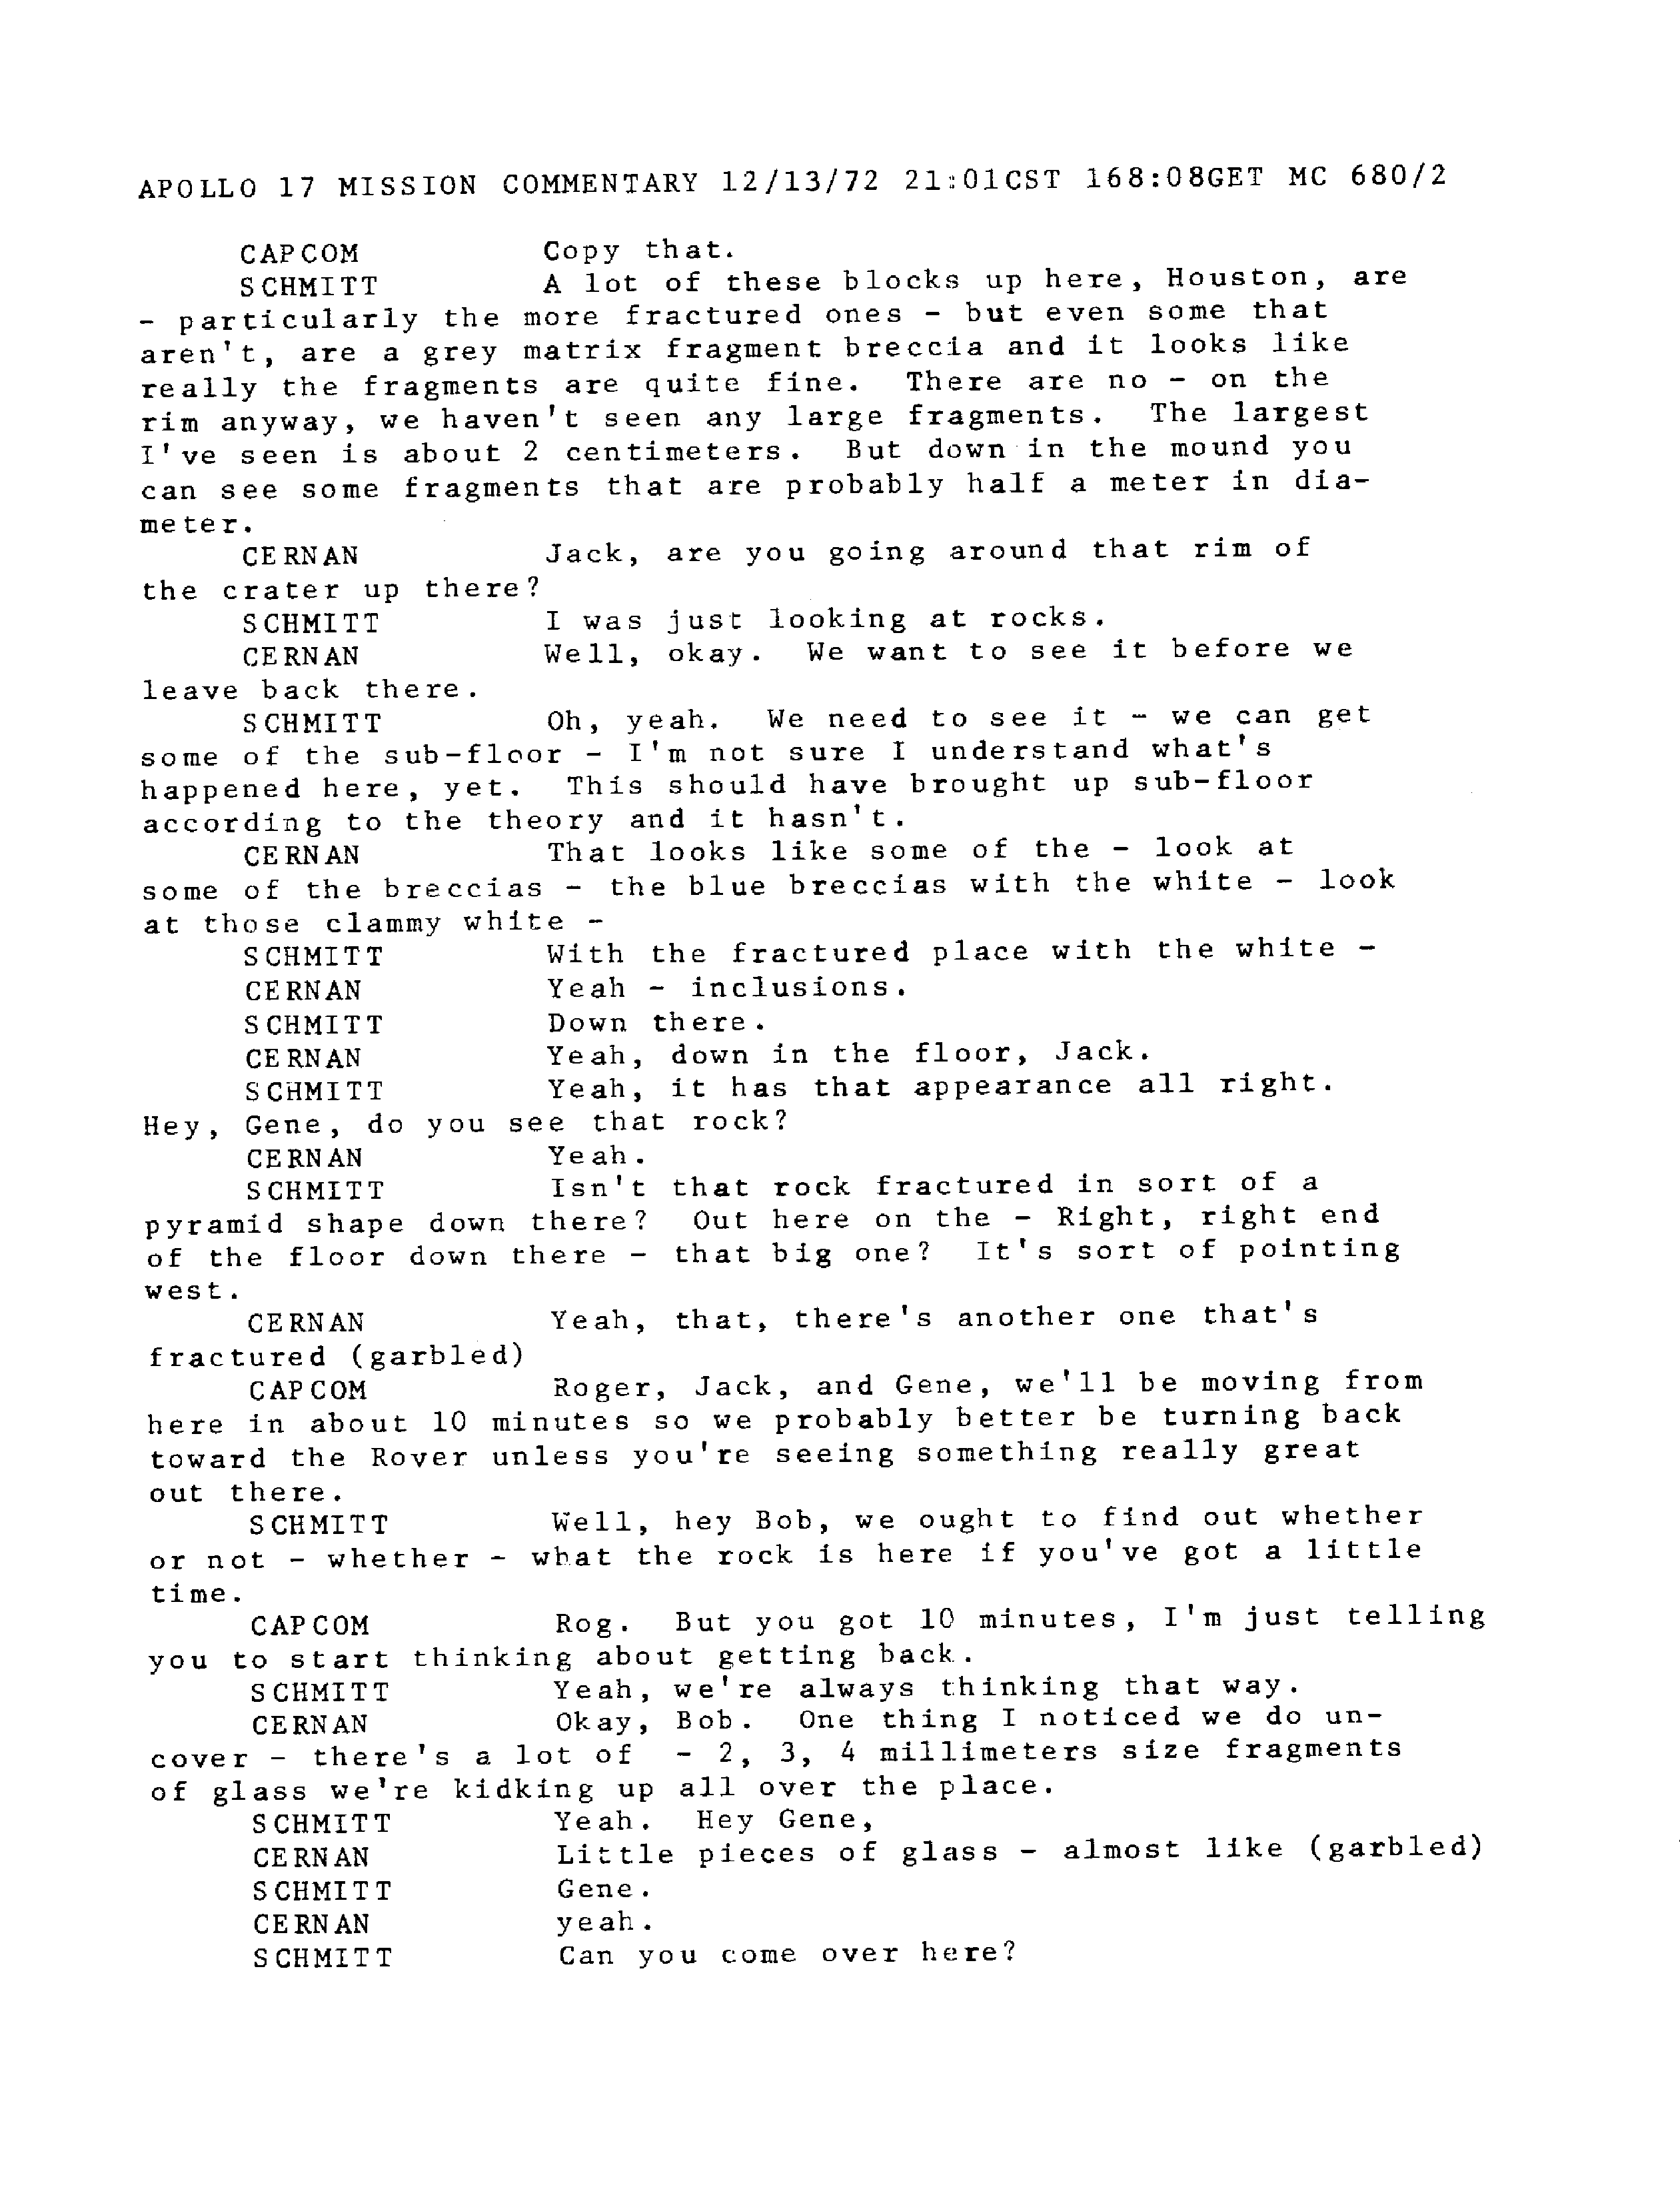 APOLLO 17 MISSION COMMENTARY 12/13/72 21:01CST 168:08GET MC 680/2
CAPCOM Copy that.
SCHMITT A lot of these blocks up here, Houston, are
- particularly the more fractured ones - but even some that
aren't, are a grey matrix fragment breccia and it looks like
really the fragments are quite fine. There are no - on the
rim anyway, we haven't seen any large fragments. The largest
I've seen is about 2 centimeters. But down in the mound you
can see some fragments that are probably half a meter in dia-
meter.
CERNAN Jack, are you going around that rim of
the crater up there?
SCHMITT I was just looking at rocks.
CERNAN Well, okay. We want to see it before we
leave back there.
SCHMITT Oh, yeah. We need to see it - we can get
some of the sub-floor - I'm not sure I understand what's
happened here, yet. This should have brought up sub-floor
according to the theory and it hasn't.
CERNAN That looks like some of the - look at
some of the breccias - the blue breccias with the white - look
at those clammy white -
SCHMITT With the fractured place with the white -
CERNAN Yeah - inclusions.
SCHMITT Down there.
CERNAN Yeah, down in the floor, Jack.
SCHMITT Yeah, it has that appearance all right.
Hey, Gene, do you see that rock?
CERNAN Yeah.
SCHMITT Isn't that rock fractured in sort of a
pyramid shape down there? Out here on the - Right, right end
of the floor down there - that big one? It's sort of pointing
west.
CERNAN Yeah, that, there's another one that's
fractured (garbled)
CAPCOM Roger, Jack, and Gene, we'll be moving from
here in about 10 minutes so we probably better be turning back
toward the Rover unless you're seeing something really great
out there.
SCHMITT Well, hey Bob, we ought to find out whether
or not - whether - what the rock is here if you've got a little
time.
CAPCOM Rog. But you got 10 minutes, I'm just telling
you to start thinking about getting back.
SCHMITT Yeah, we're always thinking that way.
CERNAN Okay, Bob. One thing I noticed we do un-
cover - there's a lot of - 2, 3, 4 millimeters size fragments
of glass we're kidking up all over the place.
SCHMITT Yeah. Hey Gene,
CERNAN Little pieces of glass - almost like (garbled)
SCHMITT Gene.
CERNAN yeah.
SCHMITT Can you come over here?